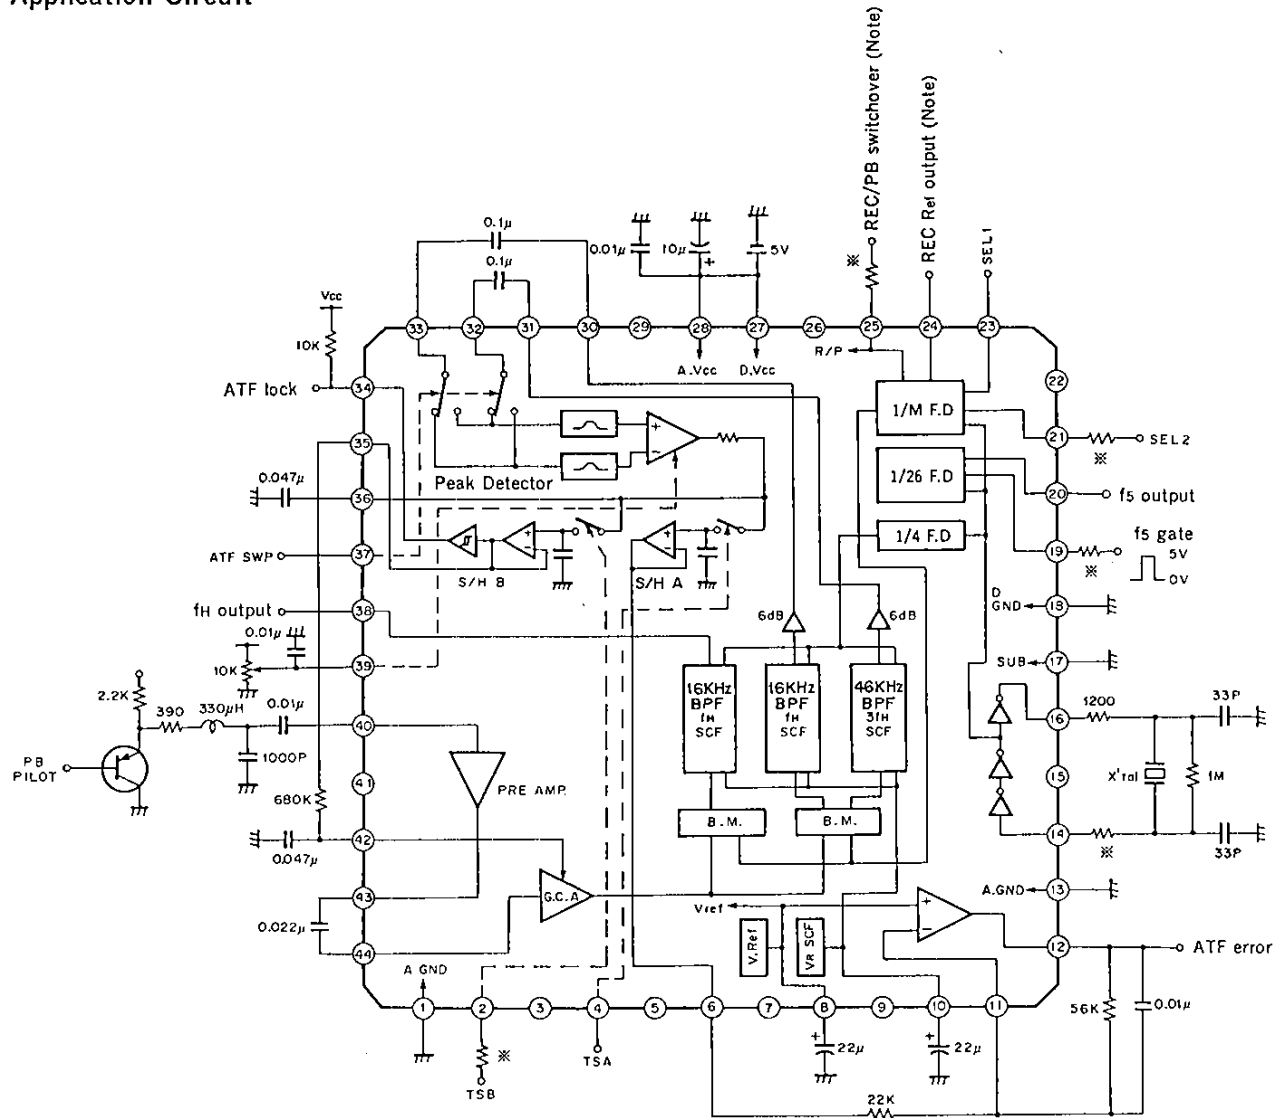 Application Circuit
REC/PB switchover (Note)
REC Ref output (Note)
SEL1
0.1μ
0.1μ
0.01μ
10μ
+
5V
※
Vcc
10K
33
32
31
30
29
28
27
26
25
24
23
R/P
A.Vcc
D.Vcc
ATF lock
34
22
1/M F.D
35
21
SEL2
※
0.047μ
36
Peak Detector
1/26 F.D
20
f5 output
ATF SWP
37
S/H B
S/H A
1/4 F.D
19
※
f5 gate
5V
0V
fH output
38
6dB
6dB
D
GND
18
0.01μ
10K
39
SUB
17
16KHz
BPF
fH
SCF
16KHz
BPF
fH
SCF
46KHz
BPF
3fH
SCF
2.2K
390
330μH
0.01μ
40
16
1200
33P
PB
PILOT
1000P
41
PRE AMP.
15
X'tal
1M
680K
B.M.
B.M.
0.047μ
42
14
※
33P
43
G.C.A
Vref
A.GND
13
0.022μ
44
V.Ref
VR SCF
+
−
12
ATF error
A GND
1
2
3
4
5
6
7
8
9
10
11
56K
0.01μ
※
TSB
TSA
+
22μ
+
22μ
22K